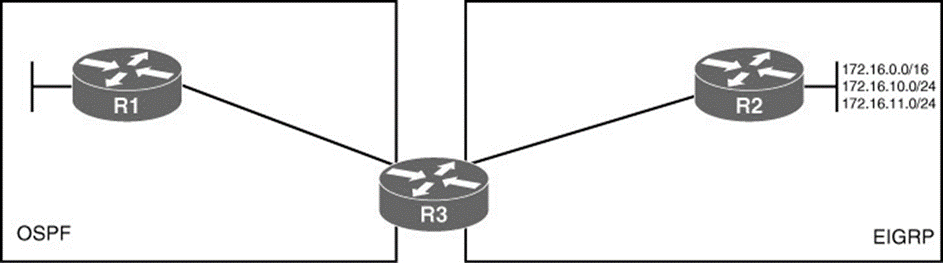 R1
R2
172.16.0.0/16
172.16.10.0/24
172.16.11.0/24
R3
OSPF
EIGRP